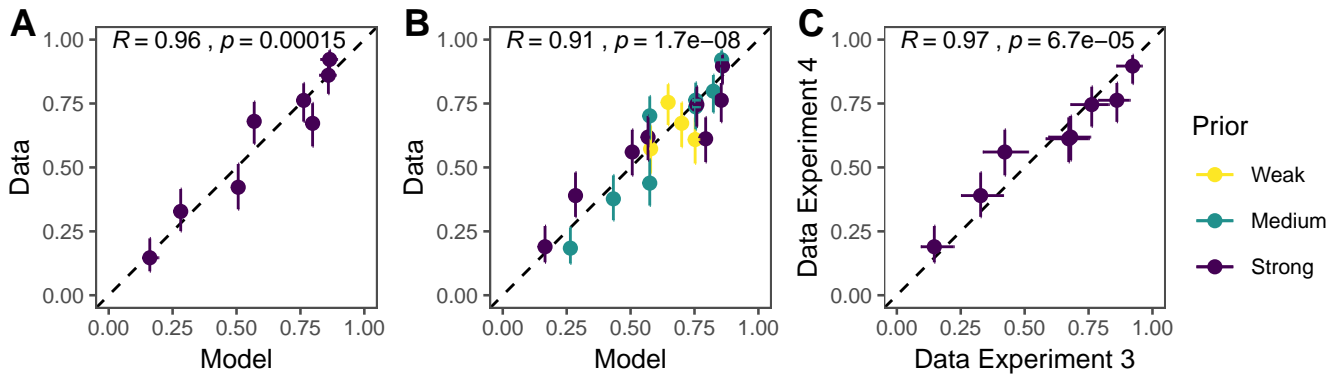 A
R = 0.96 , p = 0.00015
1.00
0.75
0.50
0.25
0.00
Data
0.00 0.25 0.50 0.75 1.00
Model
B
R = 0.91 , p = 1.7e−08
1.00
0.75
0.50
0.25
0.00
Data
0.00 0.25 0.50 0.75 1.00
Model
C
R = 0.97 , p = 6.7e−05
1.00
0.75
0.50
0.25
0.00
Data Experiment 4
0.00 0.25 0.50 0.75 1.00
Data Experiment 3
Prior
Weak
Medium
Strong